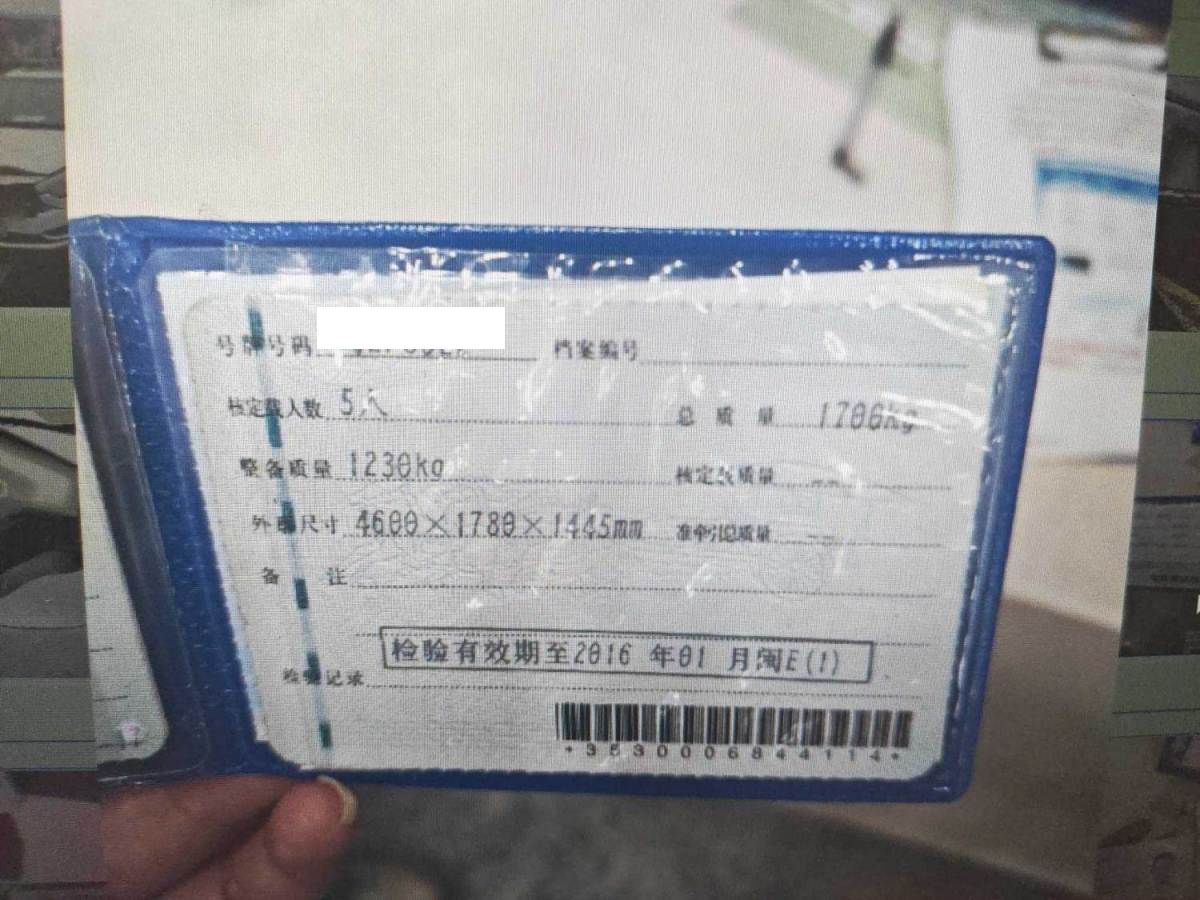 号牌号码 档案编号
核定载人数 5人 总质量 1700kg
整备质量 1230kg 核定载质量 --
外廓尺寸 4600×1780×1445mm 准牵引总质量 --
备注
检验有效期至2016年01月闽E(1)
检验记录
*3530006844114*